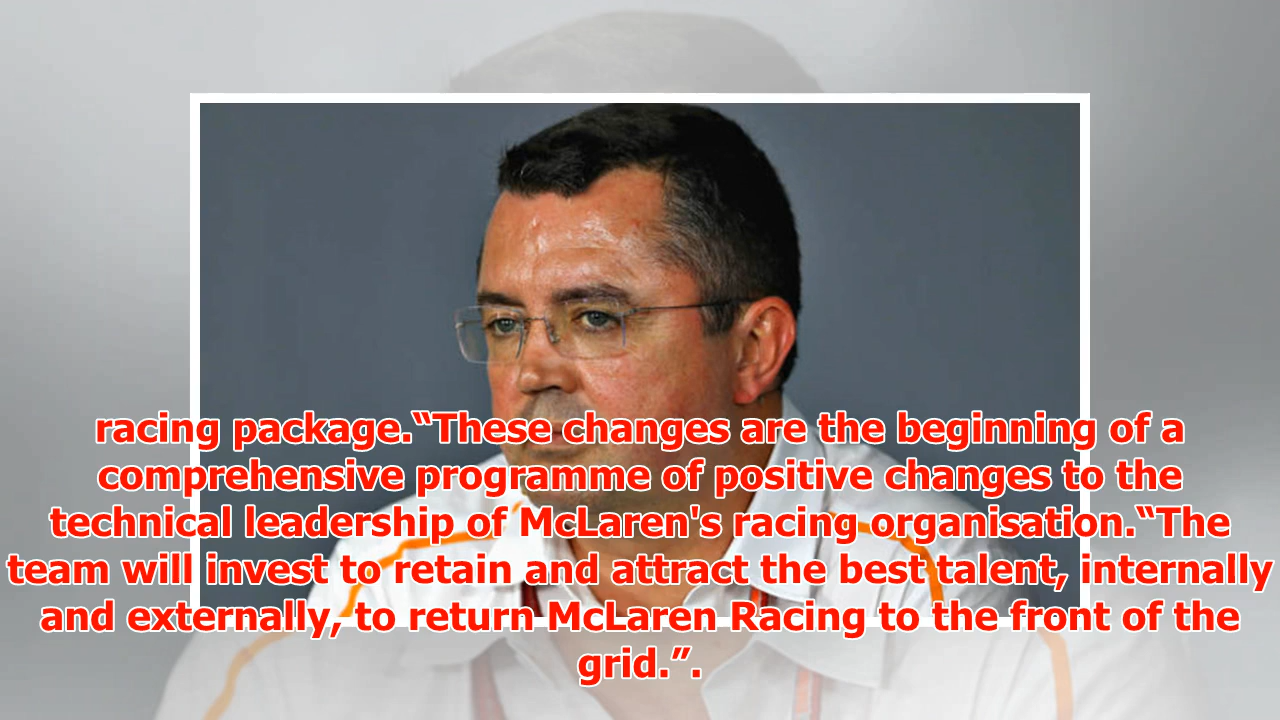 racing package.“These changes are the beginning of a
comprehensive programme of positive changes to the
technical leadership of McLaren's racing organisation.“The
team will invest to retain and attract the best talent, internally
and externally, to return McLaren Racing to the front of the
grid.”.